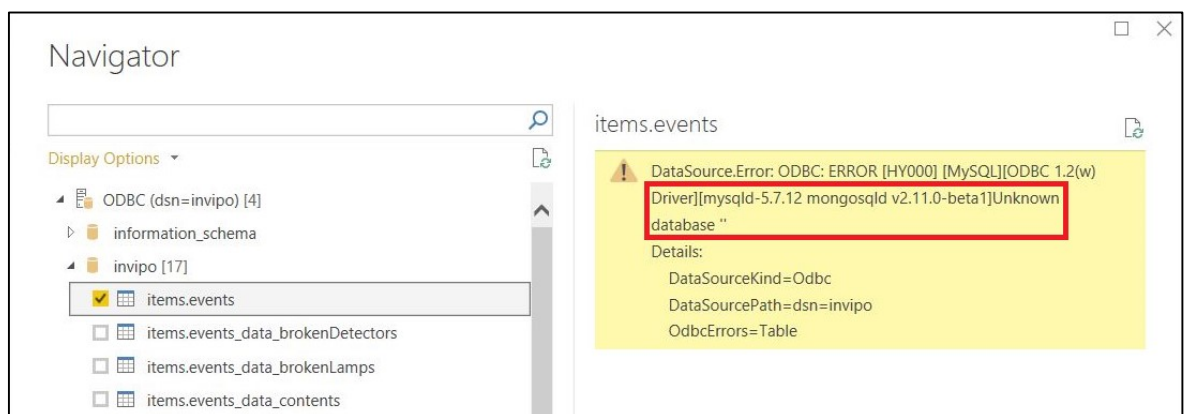 Navigator
Display Options
ODBC (dsn=invipo) [4]
information_schema
invipo [17]
items.events
items.events_data_brokenDetectors
items.events_data_brokenLamps
items.events_data_contents
items.events
DataSource.Error: ODBC: ERROR [HY000] [MySQL][ODBC 1.2(w)
Driver][mysqld-5.7.12 mongosqld v2.11.0-beta1]Unknown
database ''
Details:
DataSourceKind=Odbc
DataSourcePath=dsn=invipo
OdbcErrors=Table